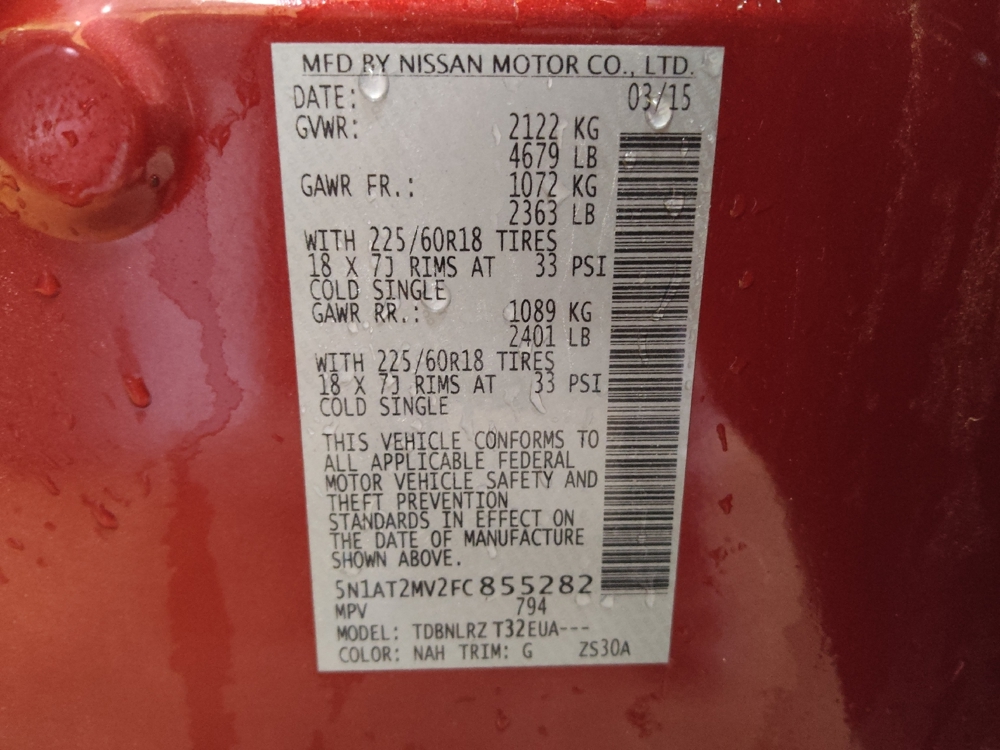 MFD BY NISSAN MOTOR CO., LTD.
DATE: 03/15
GVWR: 2122 KG
4679 LB
GAWR FR.: 1072 KG
2363 LB
WITH 225/60R18 TIRES
18 X 7J RIMS AT 33 PSI
COLD SINGLE
GAWR RR.: 1089 KG
2401 LB
WITH 225/60R18 TIRES
18 X 7J RIMS AT 33 PSI
COLD SINGLE
THIS VEHICLE CONFORMS TO
ALL APPLICABLE FEDERAL
MOTOR VEHICLE SAFETY AND
THEFT PREVENTION
STANDARDS IN EFFECT ON
THE DATE OF MANUFACTURE
SHOWN ABOVE.
5N1AT2MV2FC855282
MPV 794
MODEL: TDBNLRZ T32EUA---
COLOR: NAH TRIM: G ZS30A